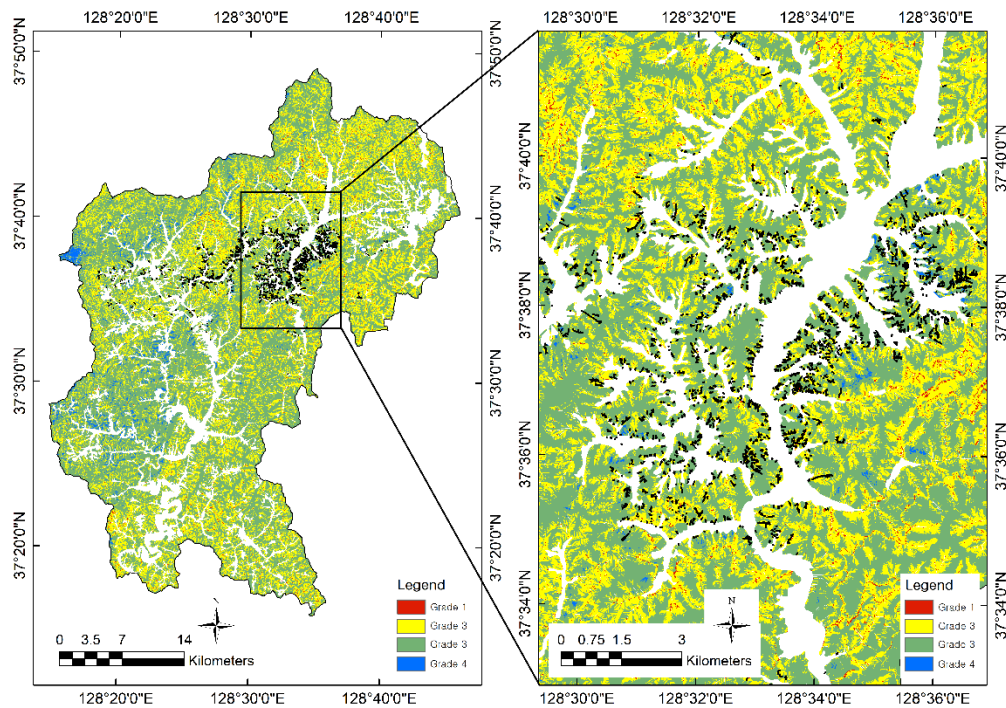 128°20'0"E 128°30'0"E 128°40'0"E
128°30'0"E 128°32'0"E 128°34'0"E 128°36'0"E
37°50'0"N
37°40'0"N
37°30'0"N
37°20'0"N
37°50'0"N
37°40'0"N
37°30'0"N
37°20'0"N
37°40'0"N
37°38'0"N
37°36'0"N
37°34'0"N
37°40'0"N
37°38'0"N
37°36'0"N
37°34'0"N
Legend
Grade 1
Grade 3
Grade 3
Grade 4
N
0 3.5 7 14
Kilometers
Legend
Grade 1
Grade 3
Grade 3
Grade 4
N
0 0.75 1.5 3
Kilometers
128°20'0"E 128°30'0"E 128°40'0"E
128°30'0"E 128°32'0"E 128°34'0"E 128°36'0"E